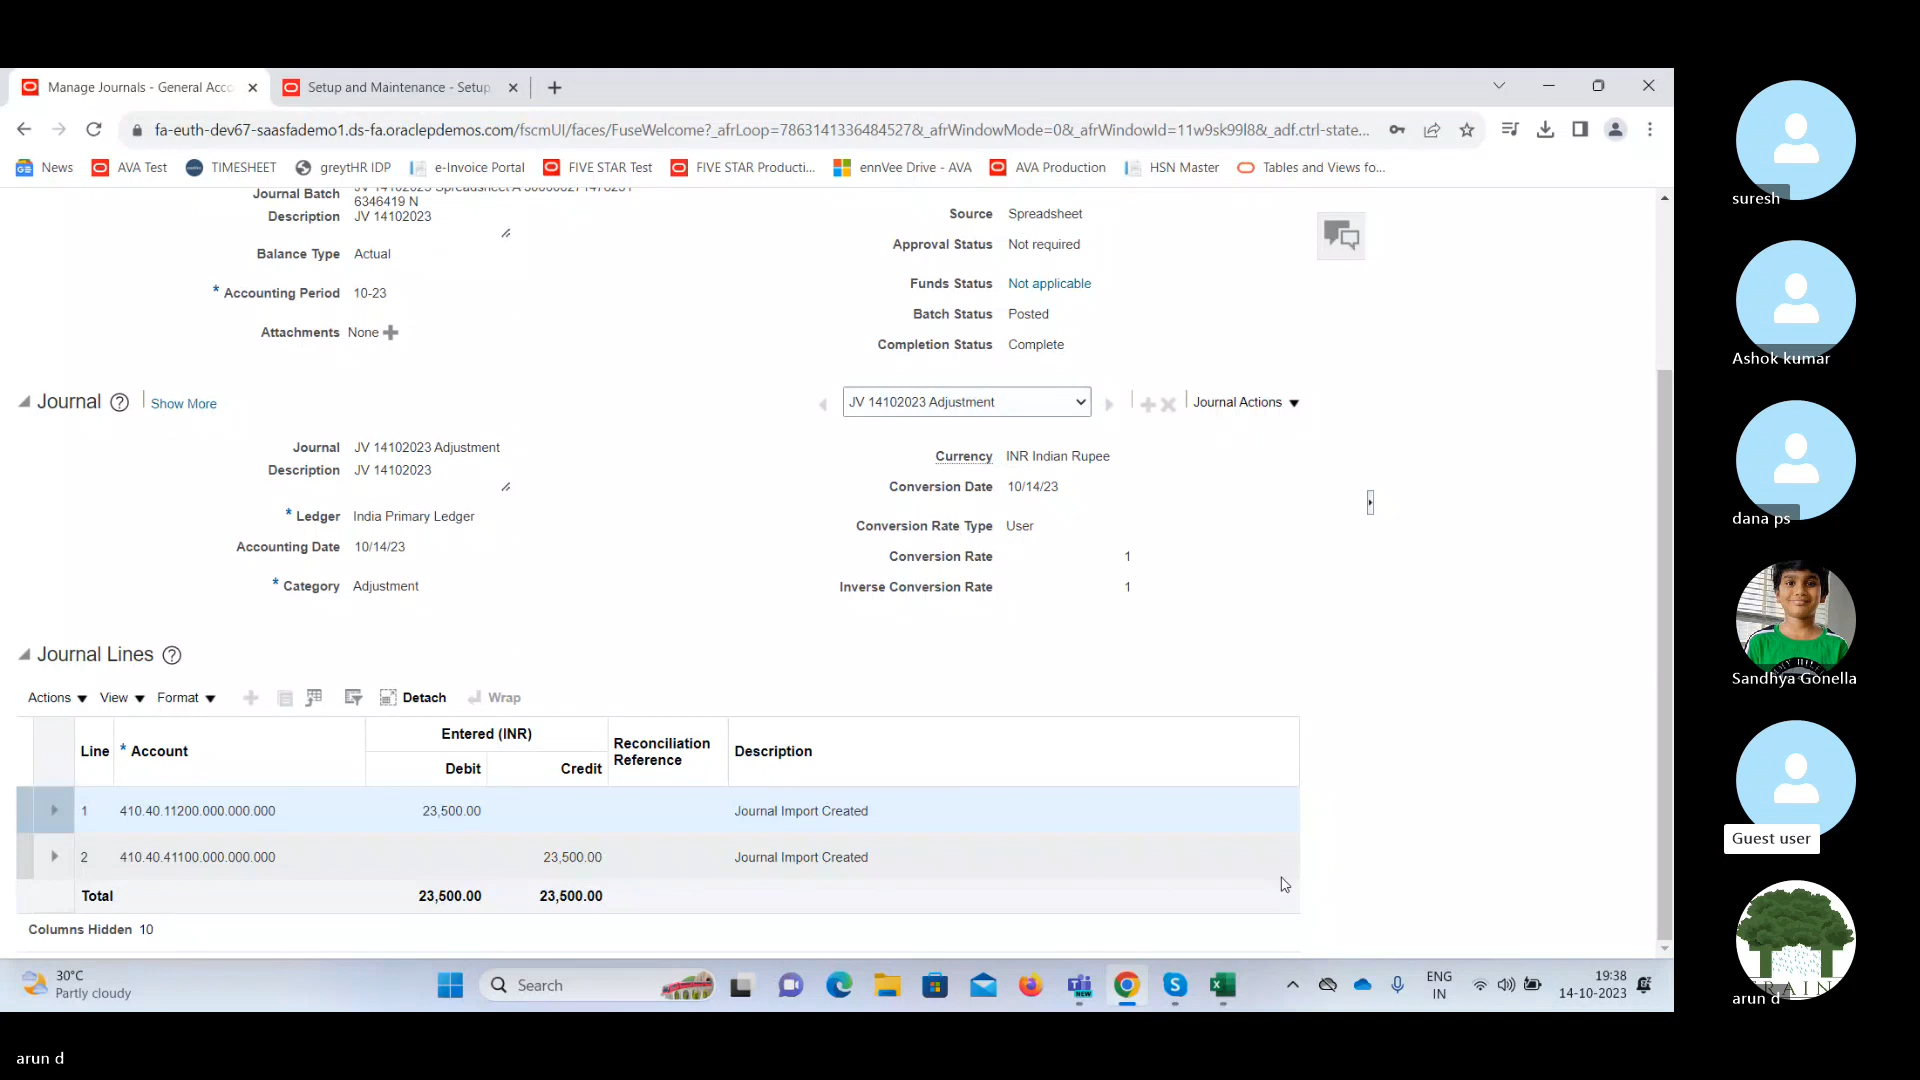 Manage Journals - General Acco
Setup and Maintenance - Setup
fa-euth-dev67-saasfademo1.ds-fa.oraclepdemos.com/fscmUI/faces/FuseWelcome?_afrLoop=7863141336484527&_afrWindowMode=0&_afrWindowId=11w9sk99l8&_adf.ctrl-state...
News AVA Test TIMESHEET greytHR IDP e-Invoice Portal FIVE STAR Test FIVE STAR Producti... ennVee Drive - AVA AVA Production HSN Master Tables and Views fo...
Journal Batch JV 14102023 Spreadsheet A
6346419 N
Description JV 14102023
Balance Type Actual
* Accounting Period 10-23
Attachments None
Source Spreadsheet
Approval Status Not required
Funds Status Not applicable
Batch Status Posted
Completion Status Complete
Journal Show More
JV 14102023 Adjustment
Journal Actions
Journal JV 14102023 Adjustment
Description JV 14102023
* Ledger India Primary Ledger
Accounting Date 10/14/23
* Category Adjustment
Currency INR Indian Rupee
Conversion Date 10/14/23
Conversion Rate Type User
Conversion Rate 1
Inverse Conversion Rate 1
Journal Lines
Actions View Format Detach Wrap
Line * Account Entered (INR) Reconciliation Reference Description
Debit Credit
1 410.40.11200.000.000.000 23,500.00 Journal Import Created
2 410.40.41100.000.000.000 23,500.00 Journal Import Created
Total 23,500.00 23,500.00
Columns Hidden 10
30°C
Partly cloudy
Search
ENG
IN
19:38
14-10-2023
suresh
Ashok kumar
dana ps
Sandhya Gonella
Guest user
RAIN
arun d
arun d